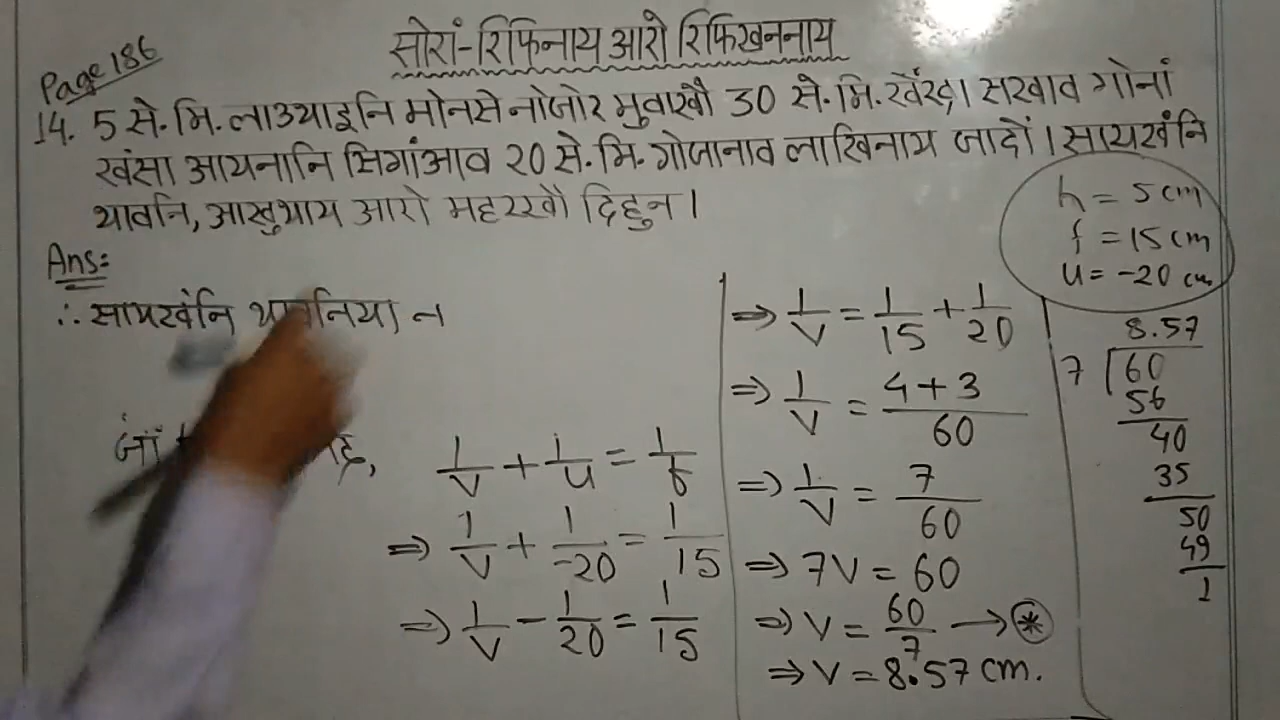 सोरां-रिफिनाय आरो रिफिखननाय
Page 186
14. 5 से.मि. लाउथाइनि मोनसे नोजोर मुवाखौ 30 से.मि. खेंख्रा सखाव गोनां
खंसा आयनानि सिगांआव 20 से.मि. गोजानाव लाखिनाय जादों। सायखंनि
थावनि, आखुथाय आरो महरखौ दिहुन।
h = 5 cm
f = 15 cm
u = -20 cm
Ans:
∴ सायखंनि थावनिया
जों
1/v + 1/u = 1/f
⇒ 1/v + 1/-20 = 1/15
⇒ 1/v - 1/20 = 1/15
⇒ 1/v = 1/15 + 1/20
⇒ 1/v = 4+3/60
⇒ 1/v = 7/60
⇒ 7v = 60
⇒ v = 60/7 → *
⇒ v = 8.57 cm.
8.57
7 60
56
40
35
50
49
1